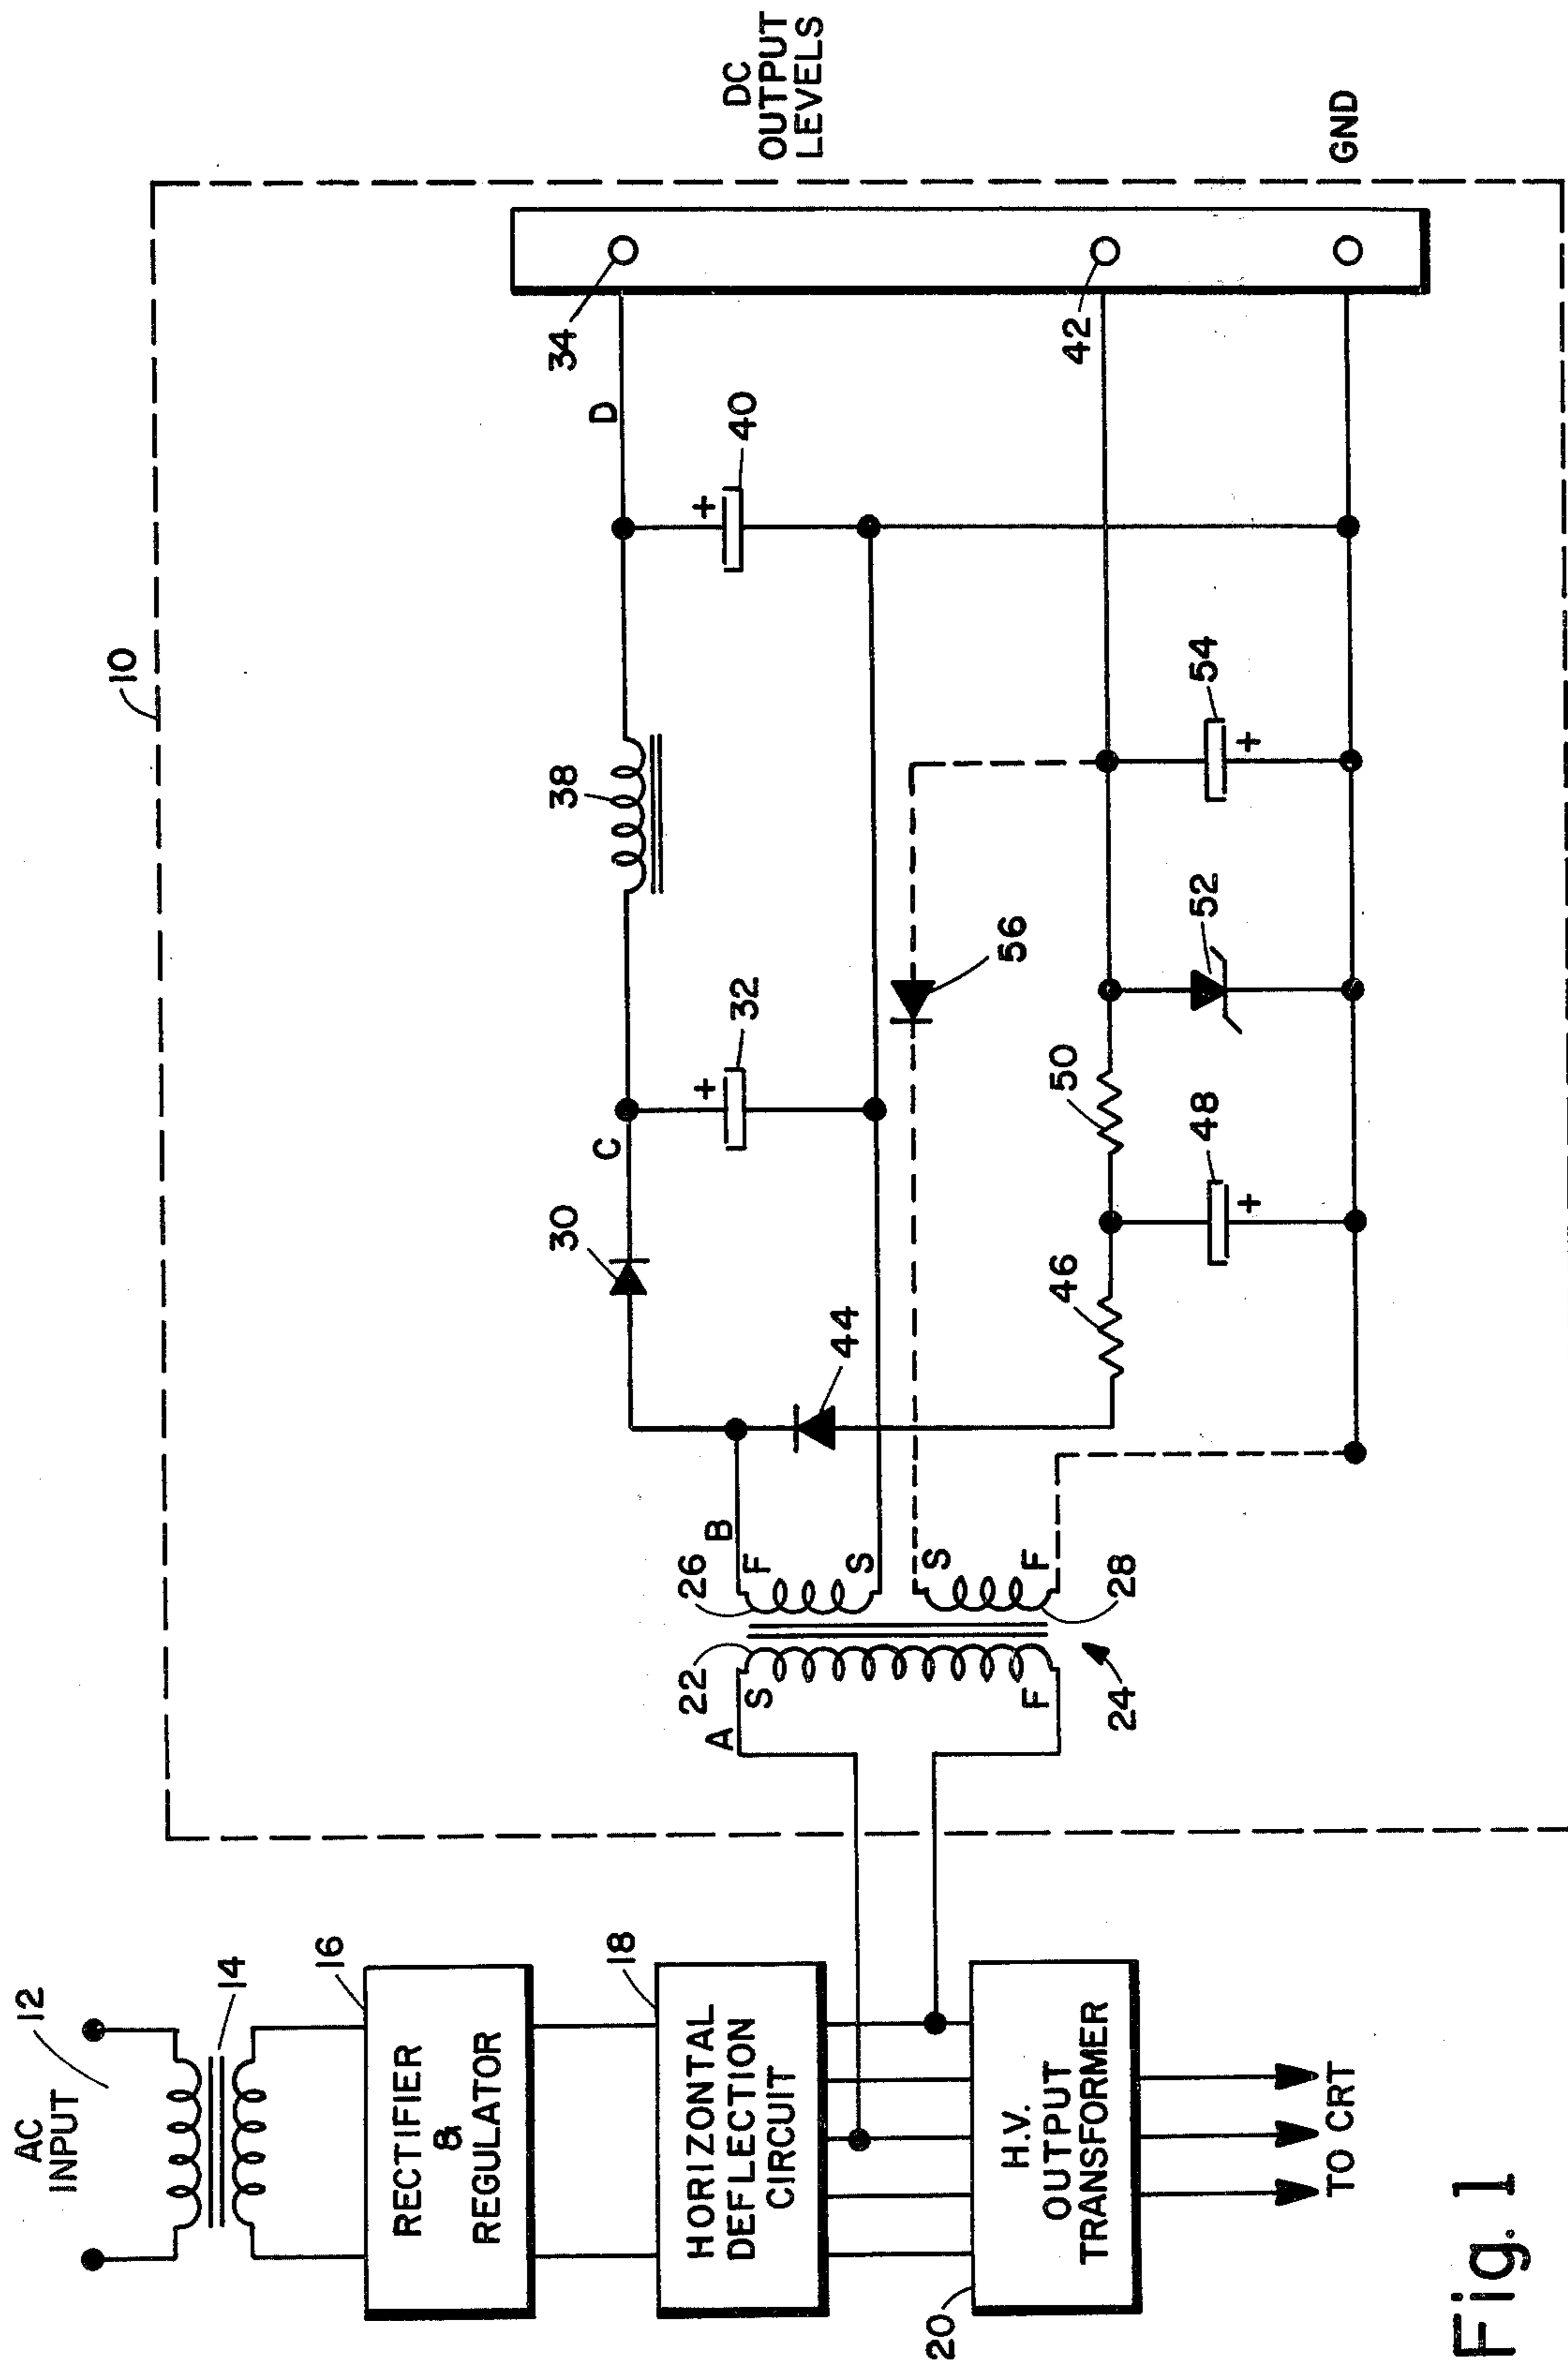 AC
INPUT
12
14
16
RECTIFIER
&
REGULATOR
18
HORIZONTAL
DEFLECTION
CIRCUIT
20
H.V.
OUTPUT
TRANSFORMER
TO CRT
10
A
22
S
F
24
26
B
F
S
S
F
28
30
44
C
32
+
38
D
40
+
34
56
46
48
+
50
52
54
+
42
DC
OUTPUT
LEVELS
GND
Fig. 1